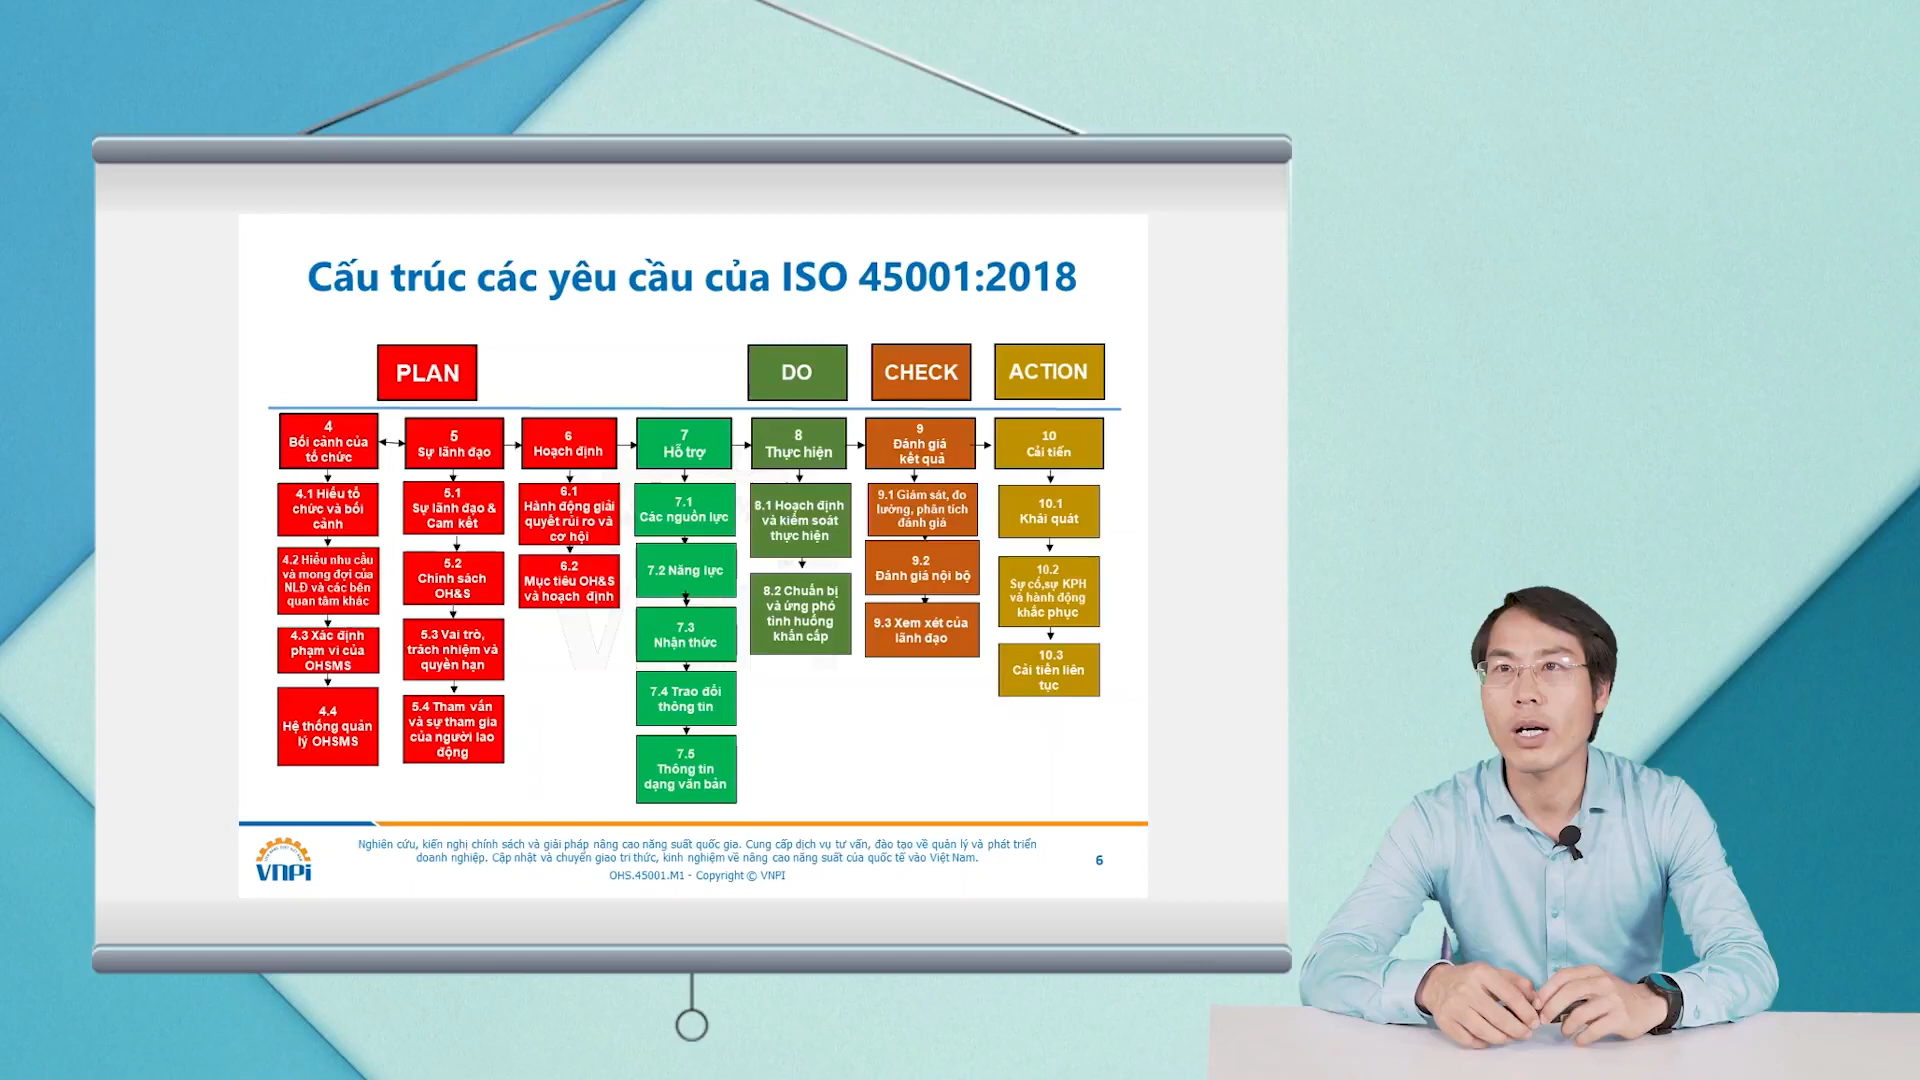 Cấu trúc các yêu cầu của ISO 45001:2018
PLAN
DO
CHECK
ACTION
4
Bối cảnh của
tổ chức
5
Sự lãnh đạo
6
Hoạch định
7
Hỗ trợ
8
Thực hiện
9
Đánh giá
kết quả
10
Cải tiến
4.1 Hiểu tổ
chức và bối
cảnh
4.2 Hiểu nhu cầu
và mong đợi của
NLĐ và các bên
quan tâm khác
4.3 Xác định
phạm vi của
OHSMS
4.4
Hệ thống quản
lý OHSMS
5.1
Sự lãnh đạo &
Cam kết
5.2
Chính sách
OH&S
5.3 Vai trò,
trách nhiệm và
quyền hạn
5.4 Tham vấn
và sự tham gia
của người lao
động
6.1
Hành động giải
quyết rủi ro và
cơ hội
6.2
Mục tiêu OH&S
và hoạch định
7.1
Các nguồn lực
7.2 Năng lực
7.3
Nhận thức
7.4 Trao đổi
thông tin
7.5
Thông tin
dạng văn bản
8.1 Hoạch định
và kiểm soát
thực hiện
8.2 Chuẩn bị
và ứng phó
tình huống
khẩn cấp
9.1 Giám sát, đo
lường, phân tích
đánh giá
9.2
Đánh giá nội bộ
9.3 Xem xét của
lãnh đạo
10.1
Khái quát
10.2
Sự cố,sự KPH
và hành động
khắc phục
10.3
Cải tiến liên
tục
VNPi
Nghiên cứu, kiến nghị chính sách và giải pháp nâng cao năng suất quốc gia. Cung cấp dịch vụ tư vấn, đào tạo về quản lý và phát triển
doanh nghiệp. Cập nhật và chuyển giao tri thức, kinh nghiệm về nâng cao năng suất của quốc tế vào Việt Nam.
OHS.45001.M1 - Copyright © VNPI
6